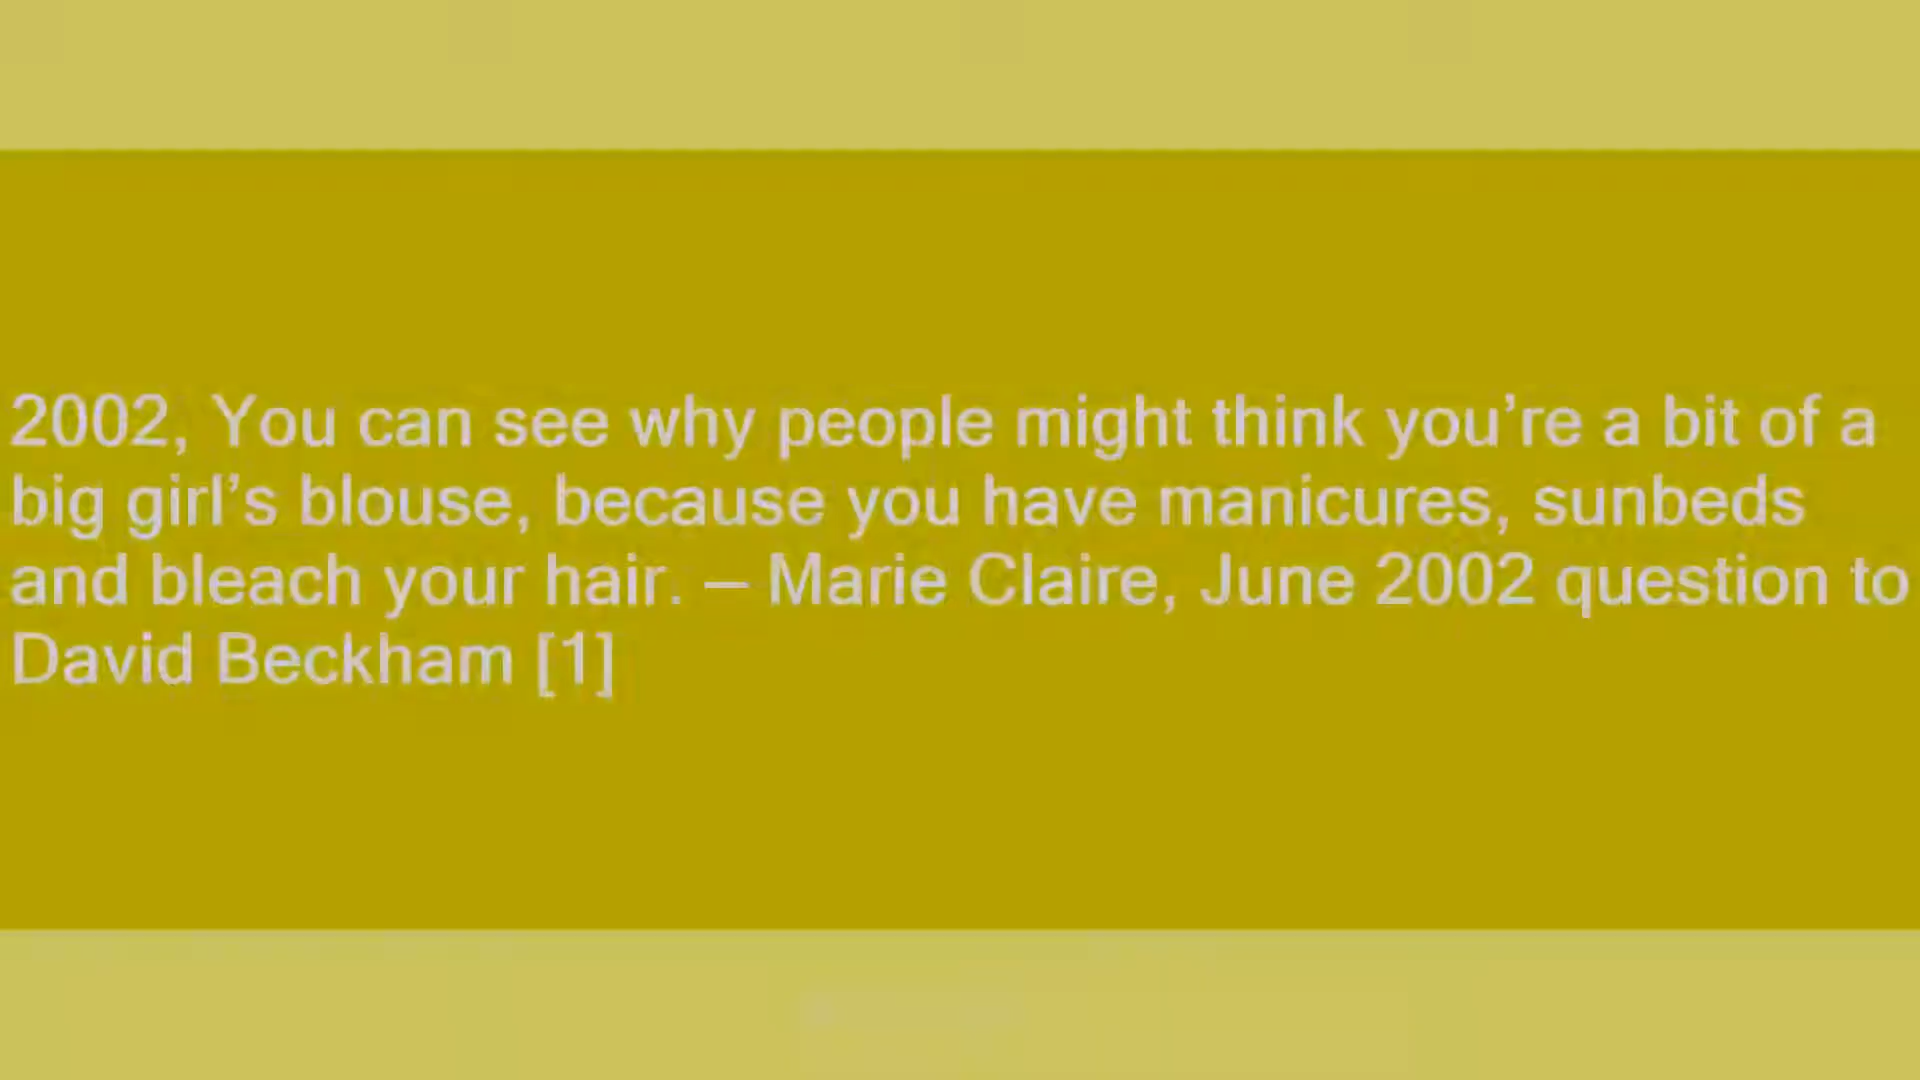 2002, You can see why people might think you’re a bit of a
big girl’s blouse, because you have manicures, sunbeds
and bleach your hair. – Marie Claire, June 2002 question to
David Beckham [1]